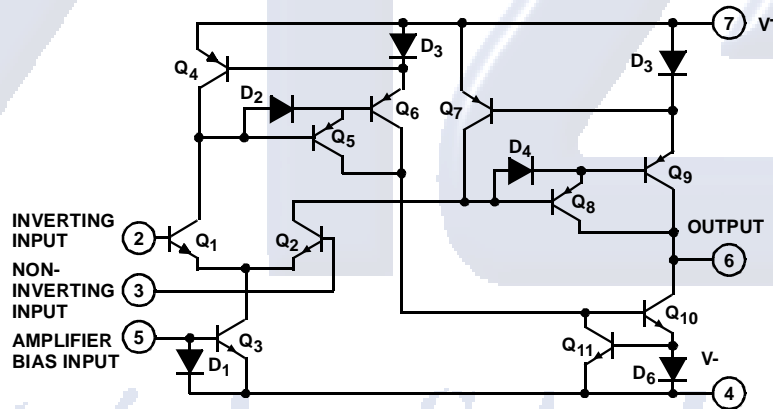 7 V+
D3
D3
Q4
D2
Q6
Q7
Q5
D4
Q9
Q8
INVERTING
INPUT
2
Q1
Q2
OUTPUT
6
NON-
INVERTING
INPUT
3
Q10
5
AMPLIFIER
BIAS INPUT
Q3
D1
Q11
V-
D6
4